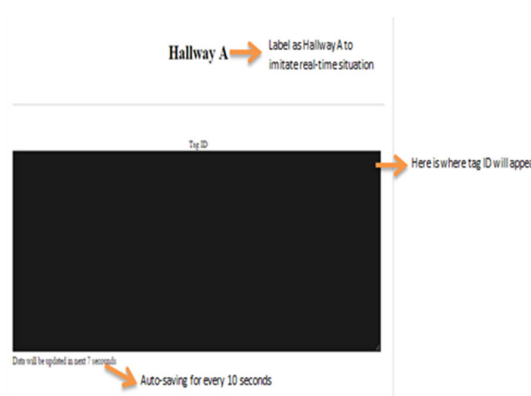 Hallway A
Label as Hallway A to
imitate real-time situation
Tag ID
Here is where tag ID will appea
Data will be updated in next 7 seconds
Auto-saving for every 10 seconds